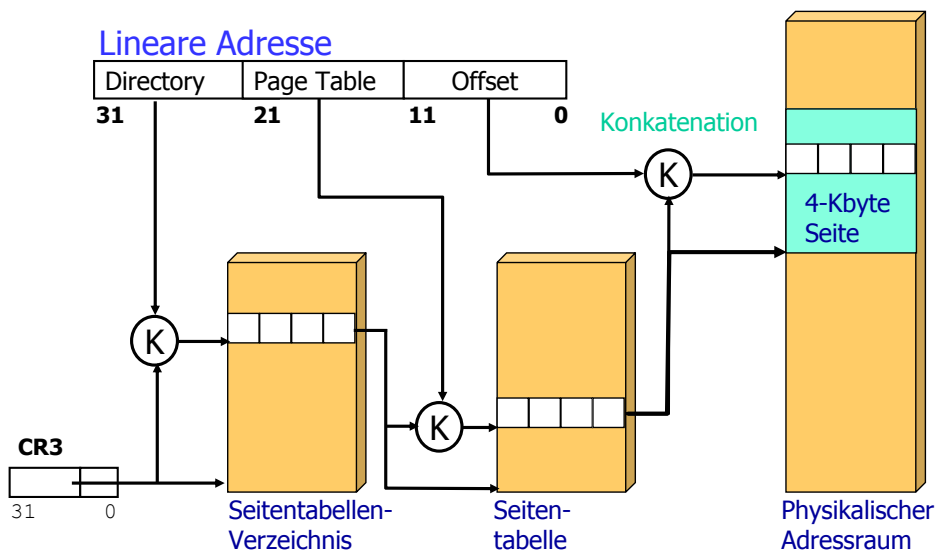 Lineare Adresse
Directory Page Table Offset
31 21 11 0
Konkatenation
K
4-Kbyte
Seite
K
K
CR3
31 0
Seitentabellen-
Verzeichnis
Seiten-
tabelle
Physikalischer
Adressraum